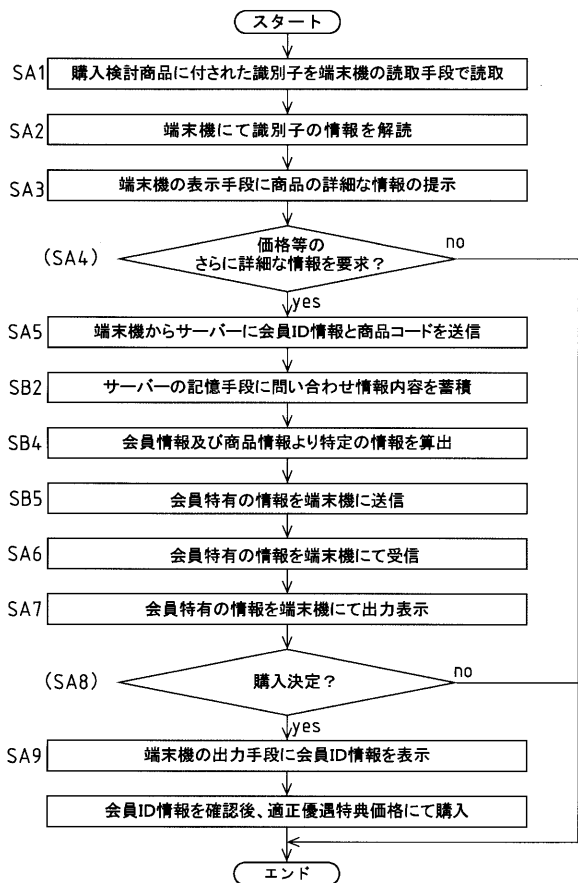 スタート
SA1 購入検討商品に付された識別子を端末機の読取手段で読取
SA2 端末機にて識別子の情報を解読
SA3 端末機の表示手段に商品の詳細な情報の提示
(SA4) 価格等の
さらに詳細な情報を要求？
no
yes
SA5 端末機からサーバーに会員ID情報と商品コードを送信
SB2 サーバーの記憶手段に問い合わせ情報内容を蓄積
SB4 会員情報及び商品情報より特定の情報を算出
SB5 会員特有の情報を端末機に送信
SA6 会員特有の情報を端末機にて受信
SA7 会員特有の情報を端末機にて出力表示
(SA8) 購入決定？
no
yes
SA9 端末機の出力手段に会員ID情報を表示
会員ID情報を確認後、適正優遇特典価格にて購入
エンド